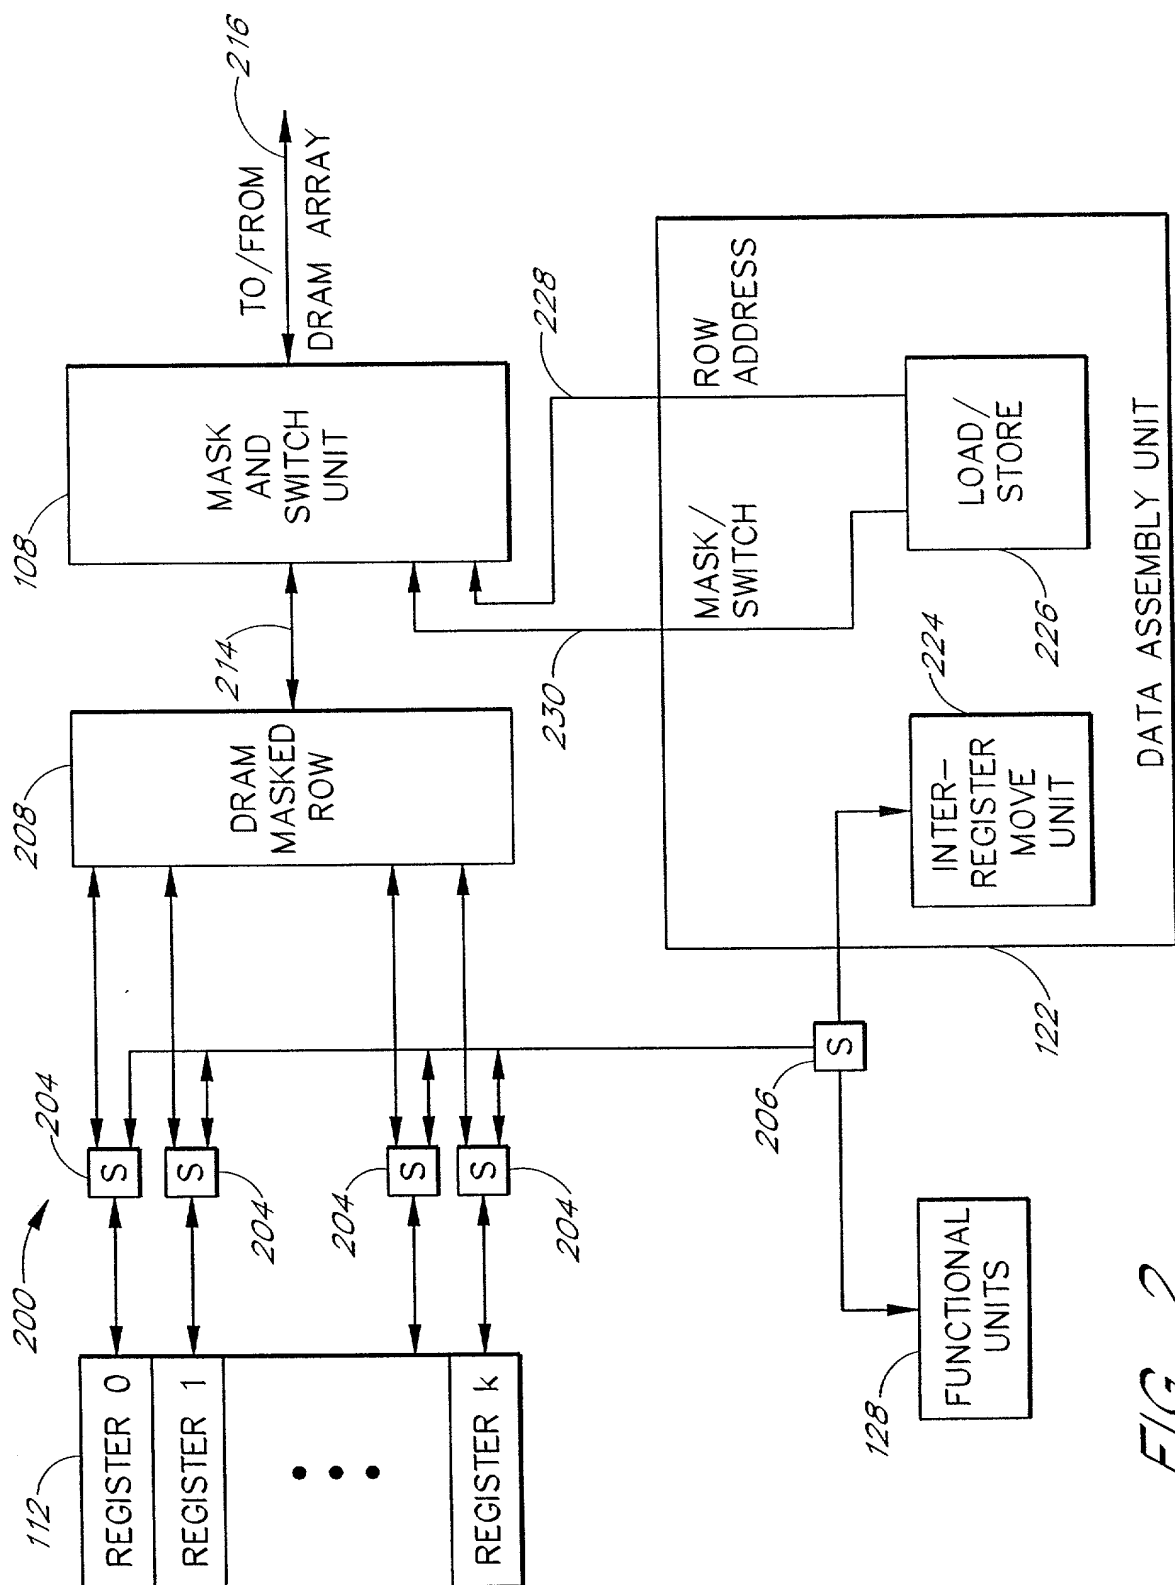 200
112
REGISTER 0
REGISTER 1
REGISTER k
204
S
204
S
204
S
204
S
208
DRAM
MASKED
ROW
214
108
MASK
AND
SWITCH
UNIT
216
TO/FROM
DRAM ARRAY
228
230
206
S
128
FUNCTIONAL
UNITS
122
MASK/
SWITCH
ROW
ADDRESS
INTER-
REGISTER
MOVE
UNIT
224
LOAD/
STORE
226
DATA ASSEMBLY UNIT
FIG. 2